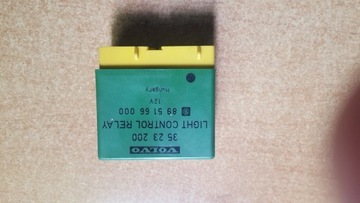 VOLVO
35 23 200
LIGHT CONTROL RELAY
89 51 66 000
12V
Hungary